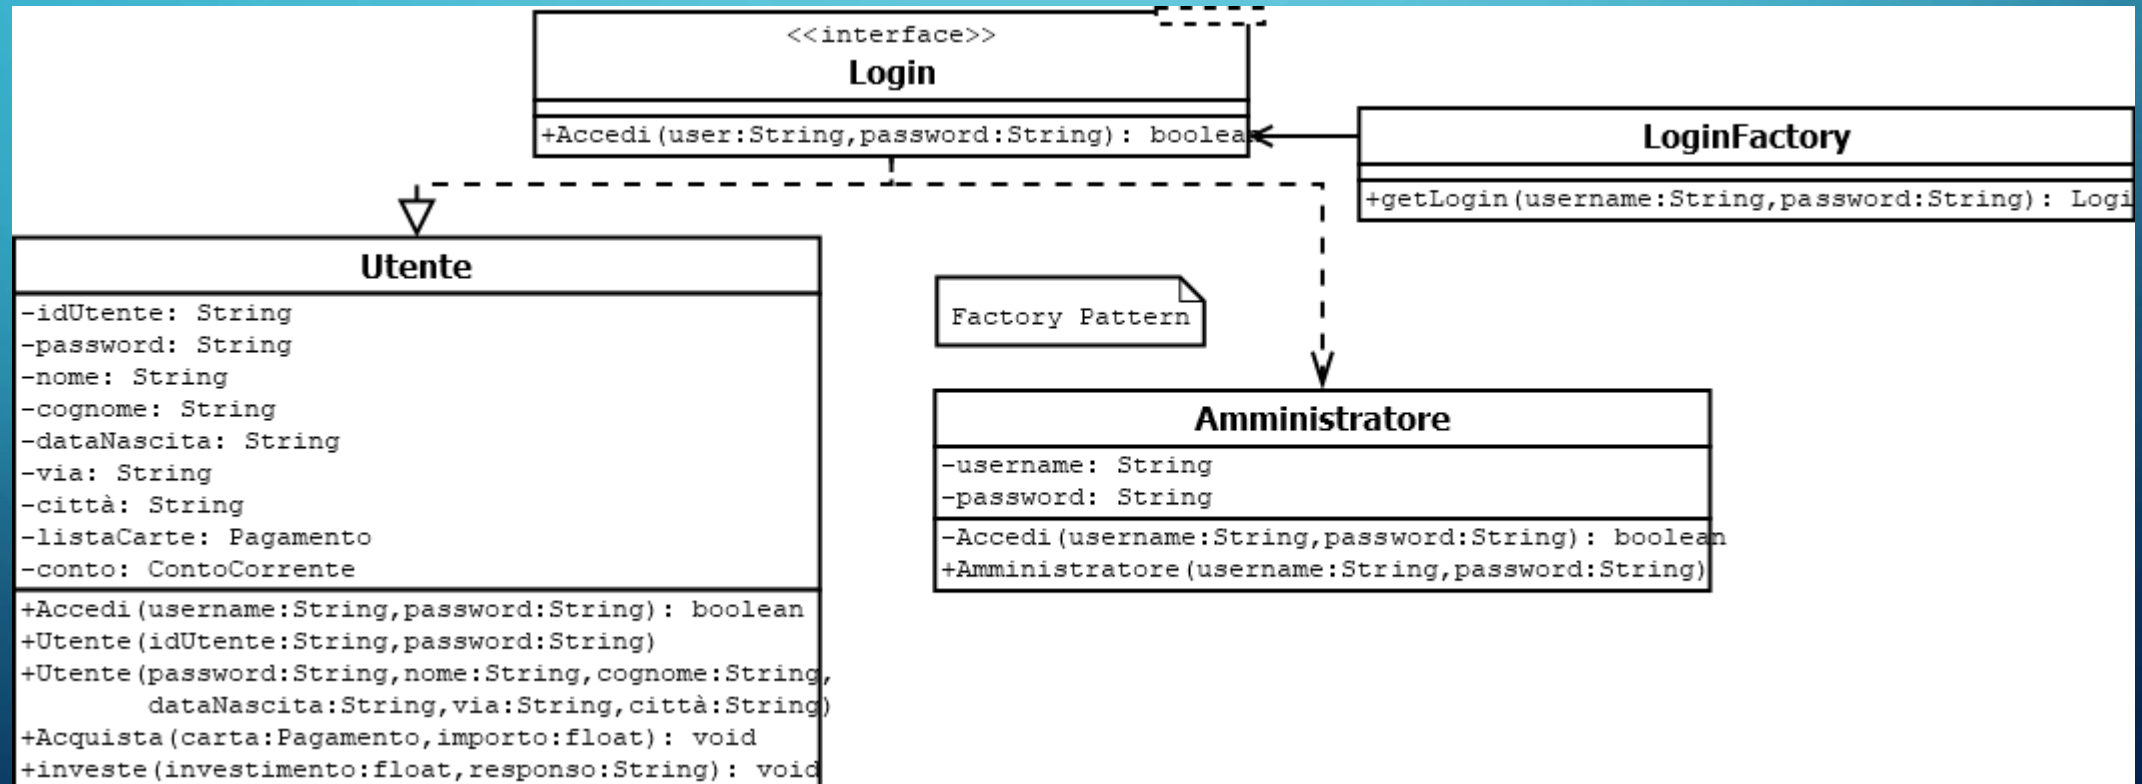 <<interface>>
Login
+Accedi(user:String,password:String): boolean
LoginFactory
+getLogin(username:String,password:String): Logi
Utente
-idUtente: String
-password: String
-nome: String
-cognome: String
-dataNascita: String
-via: String
-città: String
-listaCarte: Pagamento
-conto: ContoCorrente
+Accedi(username:String,password:String): boolean
+Utente(idUtente:String,password:String)
+Utente(password:String,nome:String,cognome:String,
dataNascita:String,via:String,città:String)
+Acquista(carta:Pagamento,importo:float): void
+investe(investimento:float,responso:String): void
Factory Pattern
Amministratore
-username: String
-password: String
-Accedi(username:String,password:String): boolean
+Amministratore(username:String,password:String)